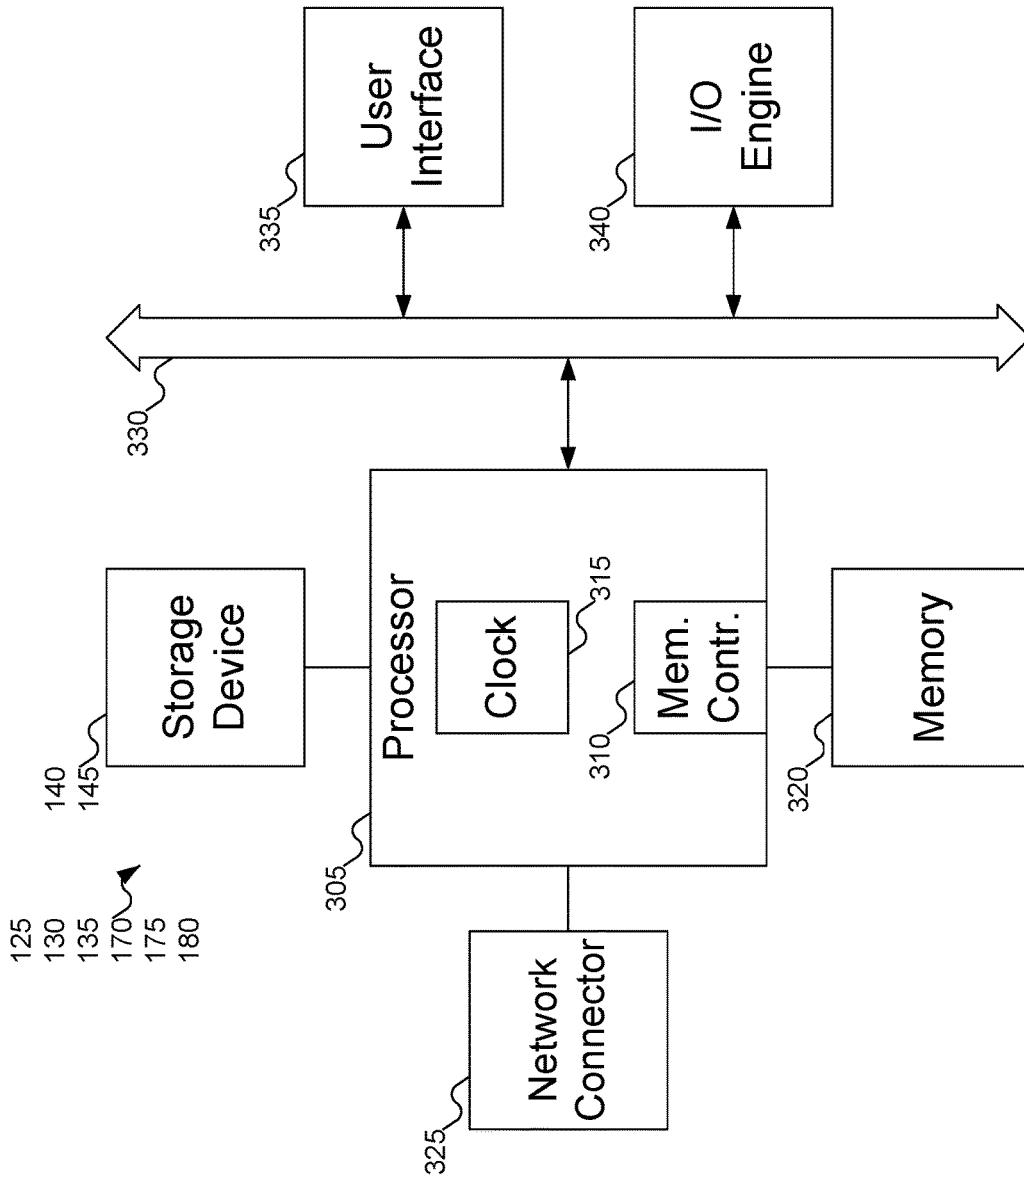 125
130
135
170
175
180
140
145
Storage
Device
330
335
User
Interface
305
Processor
325
Network
Connector
Clock
315
310
Mem.
Contr.
340
I/O
Engine
320
Memory